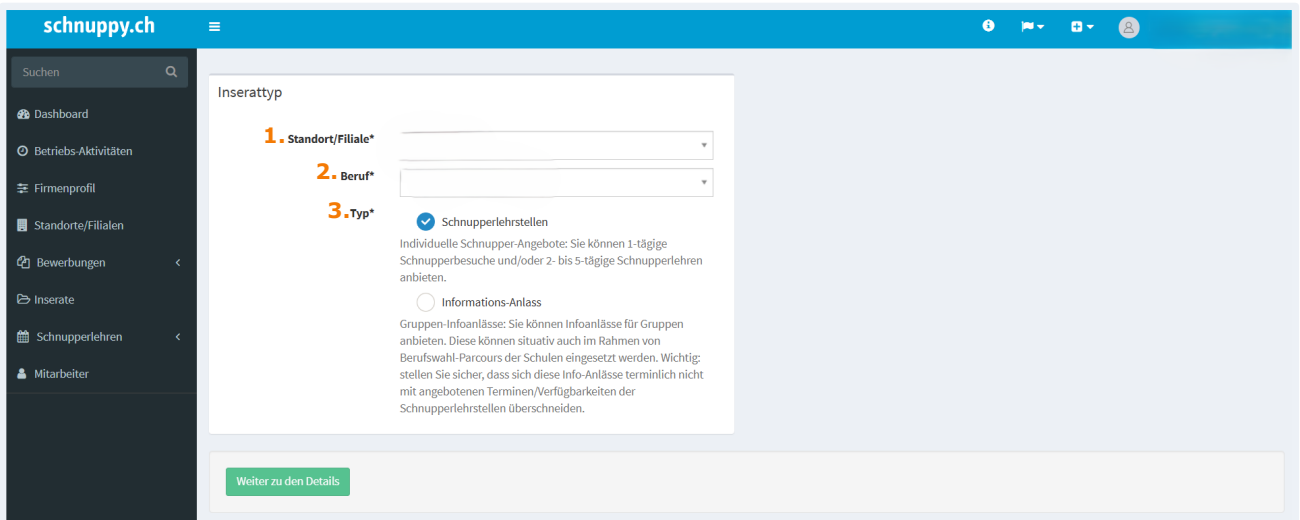 schnuppy.ch
Suchen
Dashboard
Betriebs-Aktivitäten
Firmenprofil
Standorte/Filialen
Bewerbungen
Inserate
Schnupperlehren
Mitarbeiter
Inserattyp
1. Standort/Filiale*
2. Beruf*
3. Typ*
Schnupperlehrstellen
Individuelle Schnupper-Angebote: Sie können 1-tägige
Schnupperbesuche und/oder 2- bis 5-tägige Schnupperlehren
anbieten.
Informations-Anlass
Gruppen-Infoanlässe: Sie können Infoanlässe für Gruppen
anbieten. Diese können situativ auch im Rahmen von
Berufswahl-Parcours der Schulen eingesetzt werden. Wichtig:
stellen Sie sicher, dass sich diese Info-Anlässe terminlich nicht
mit angebotenen Terminen/Verfügbarkeiten der
Schnupperlehrstellen überschneiden.
Weiter zu den Details